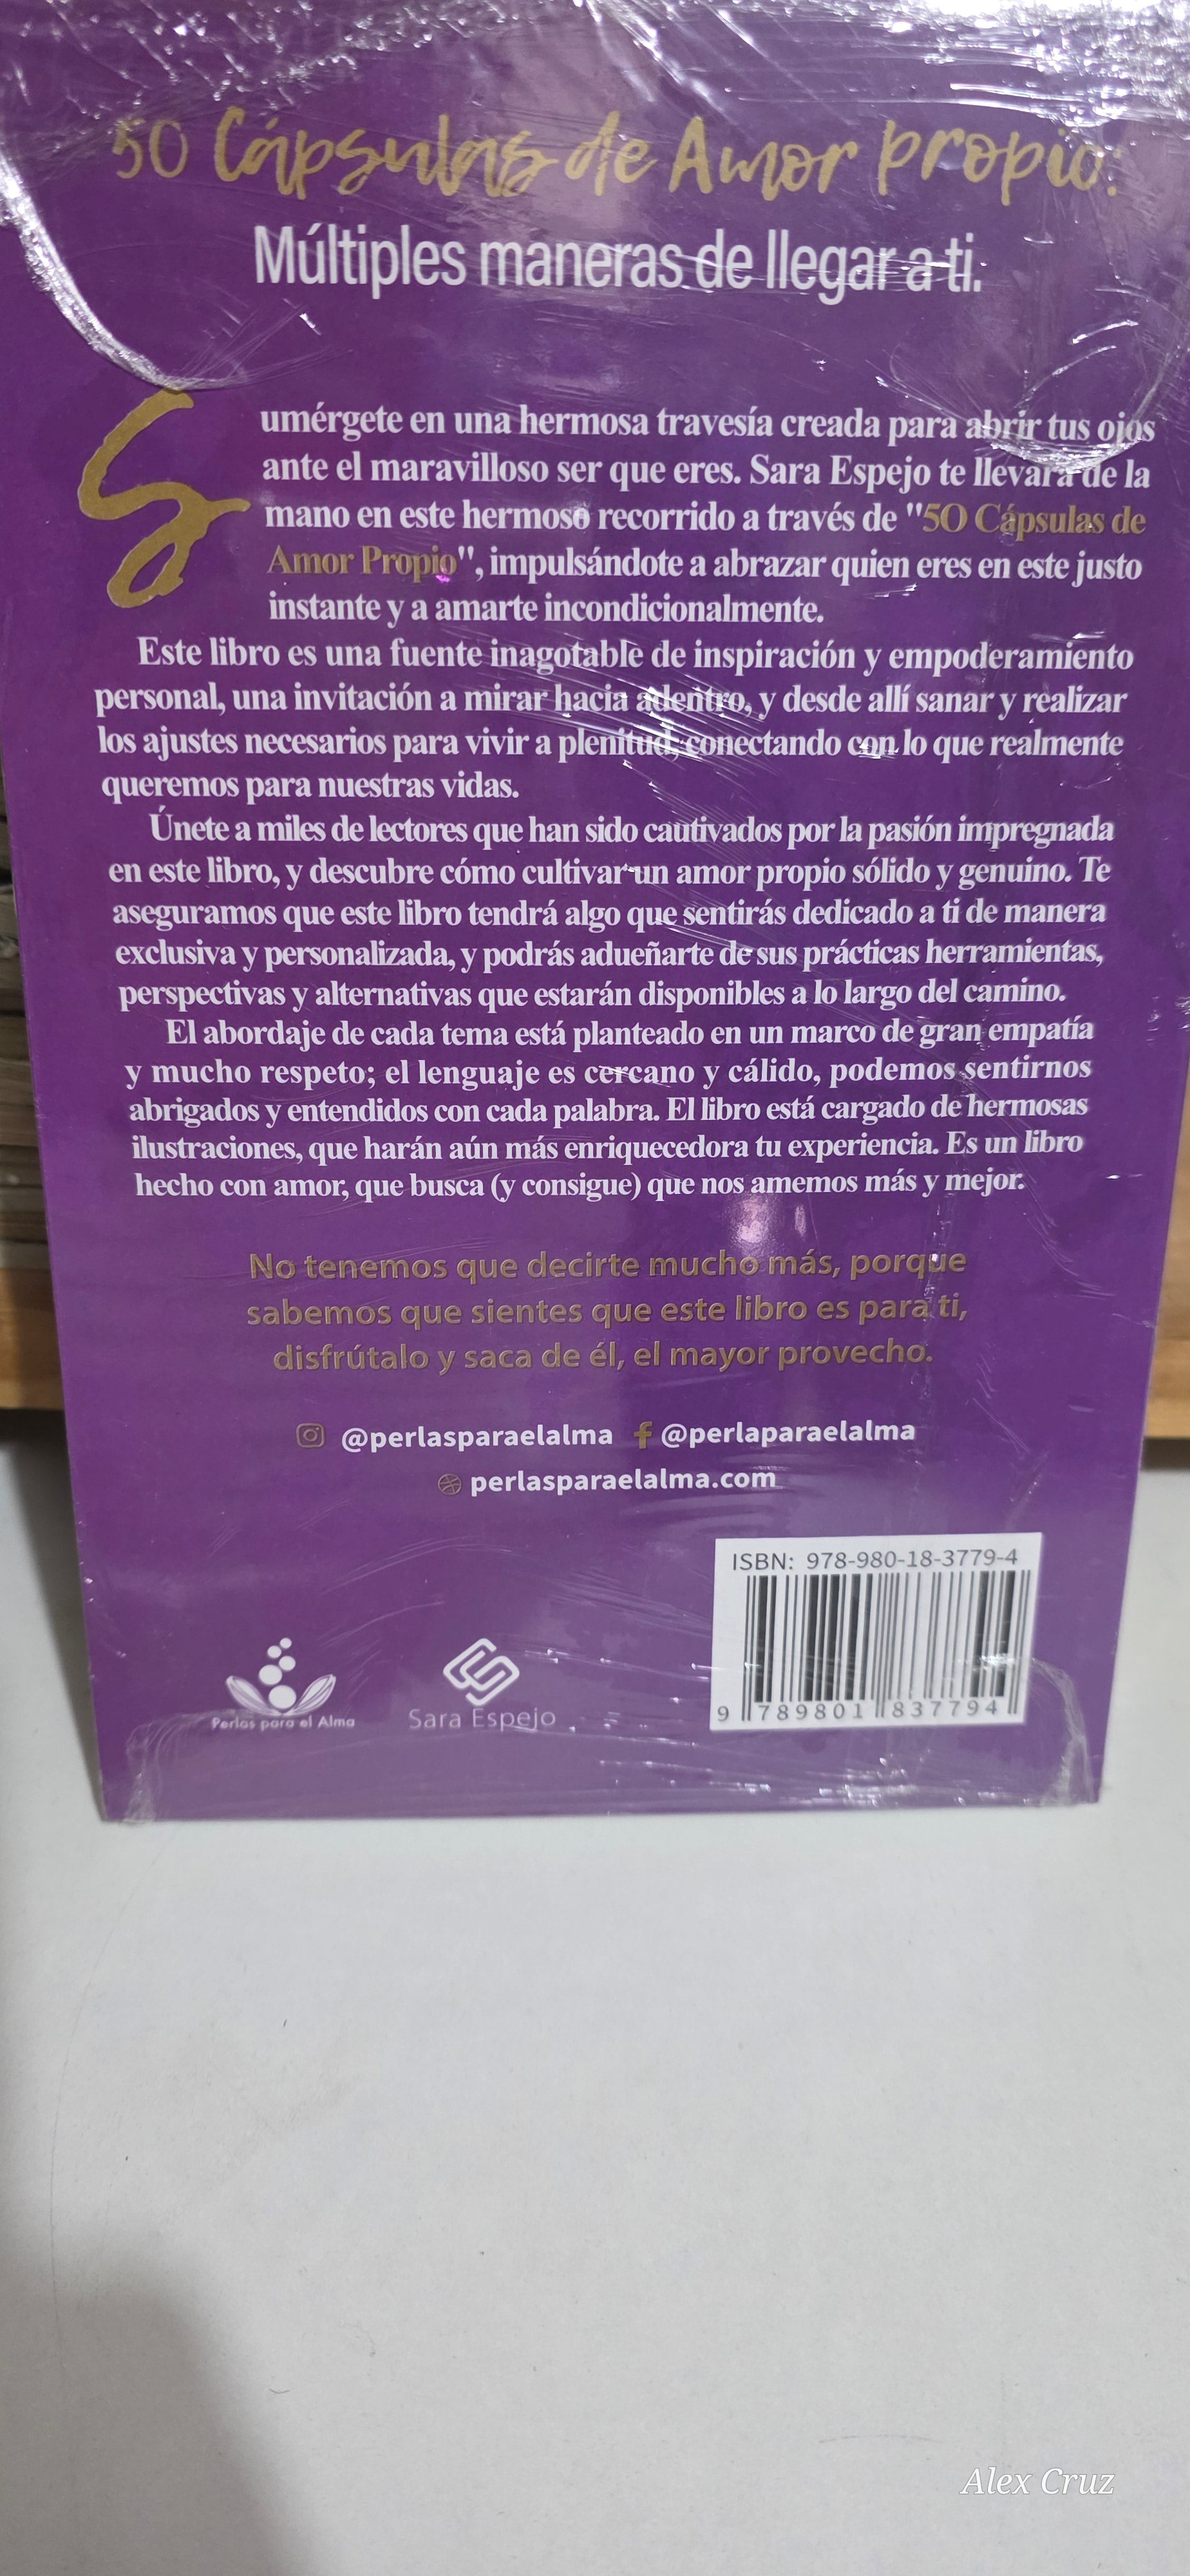 50 Cápsulas de Amor propio:
Múltiples maneras de llegar a ti.
Sumérgete en una hermosa travesía creada para abrir tus ojos
ante el maravilloso ser que eres. Sara Espejo te llevará de la
mano en este hermoso recorrido a través de "50 Cápsulas de
Amor Propio", impulsándote a abrazar quien eres en este justo
instante y a amarte incondicionalmente.
Este libro es una fuente inagotable de inspiración y empoderamiento
personal, una invitación a mirar hacia adentro, y desde allí sanar y realizar
los ajustes necesarios para vivir a plenitud, conectando con lo que realmente
queremos para nuestras vidas.
Únete a miles de lectores que han sido cautivados por la pasión impregnada
en este libro, y descubre cómo cultivar un amor propio sólido y genuino. Te
aseguramos que este libro tendrá algo que sentirás dedicado a ti de manera
exclusiva y personalizada, y podrás adueñarte de sus prácticas herramientas,
perspectivas y alternativas que estarán disponibles a lo largo del camino.
El abordaje de cada tema está planteado en un marco de gran empatía
y mucho respeto; el lenguaje es cercano y cálido, podemos sentirnos
abrigados y entendidos con cada palabra. El libro está cargado de hermosas
ilustraciones, que harán aún más enriquecedora tu experiencia. Es un libro
hecho con amor, que busca (y consigue) que nos amemos más y mejor.
No tenemos que decirte mucho más, porque
sabemos que sientes que este libro es para ti,
disfrútalo y saca de él, el mayor provecho.
@perlasparaelalma @perlaparaelalma
perlasparaelalma.com
ISBN: 978-980-18-3779-4
9 789801 837794
Perlas para el Alma
Sara Espejo
Alex Cruz